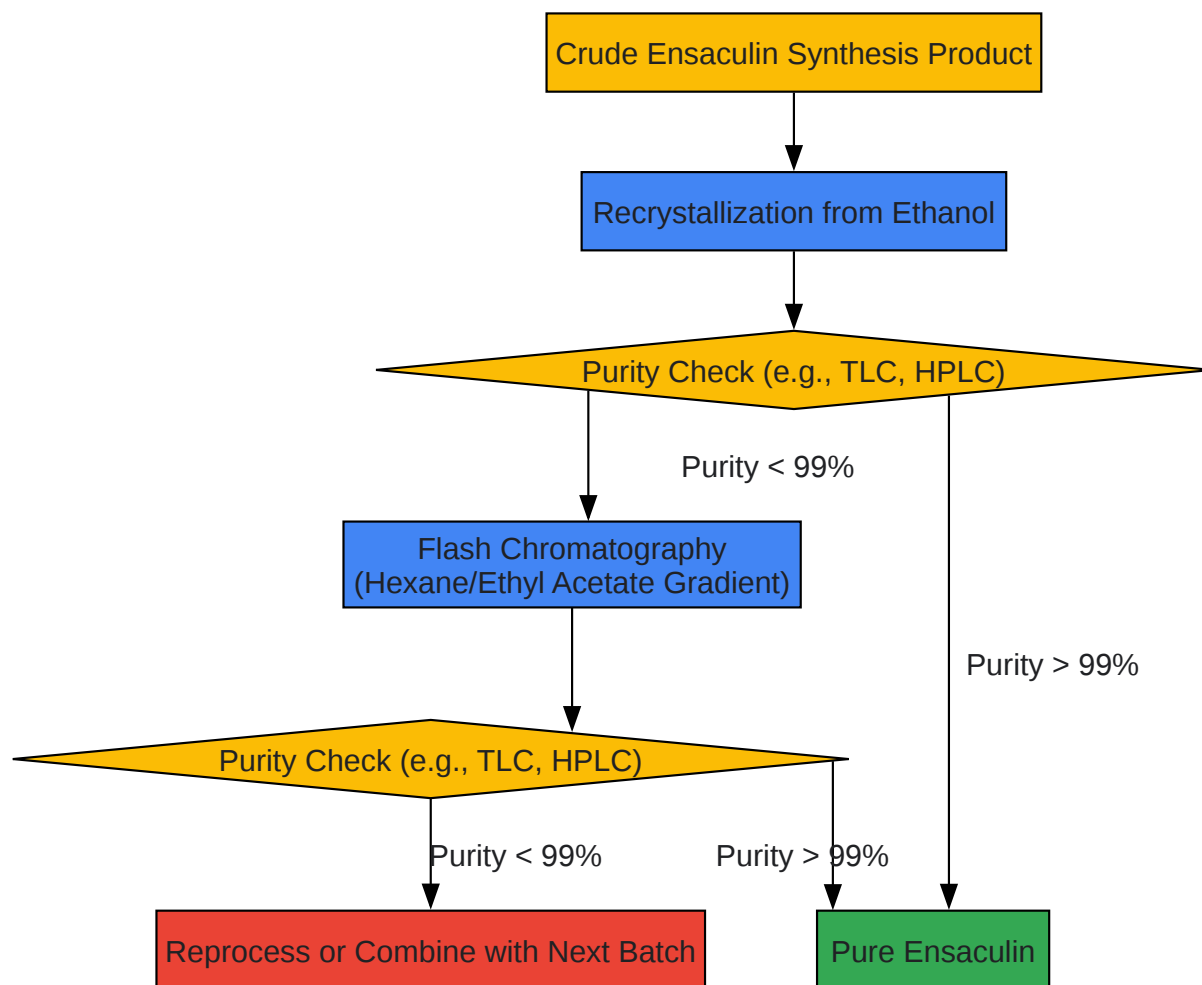 Crude Ensaculin Synthesis Product
Recrystallization from Ethanol
Purity Check (e.g., TLC, HPLC)
Purity < 99%
Flash Chromatography
(Hexane/Ethyl Acetate Gradient)
Purity > 99%
Purity Check (e.g., TLC, HPLC)
Purity < 99%
Purity > 99%
Reprocess or Combine with Next Batch
Pure Ensaculin